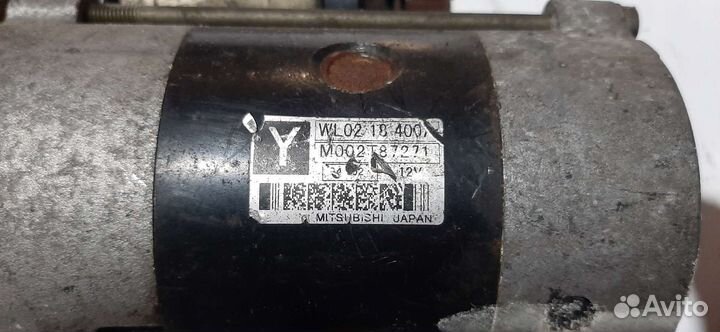 Y
WL02 18 400
M002T87271
12V
MITSUBISHI JAPAN
Avito